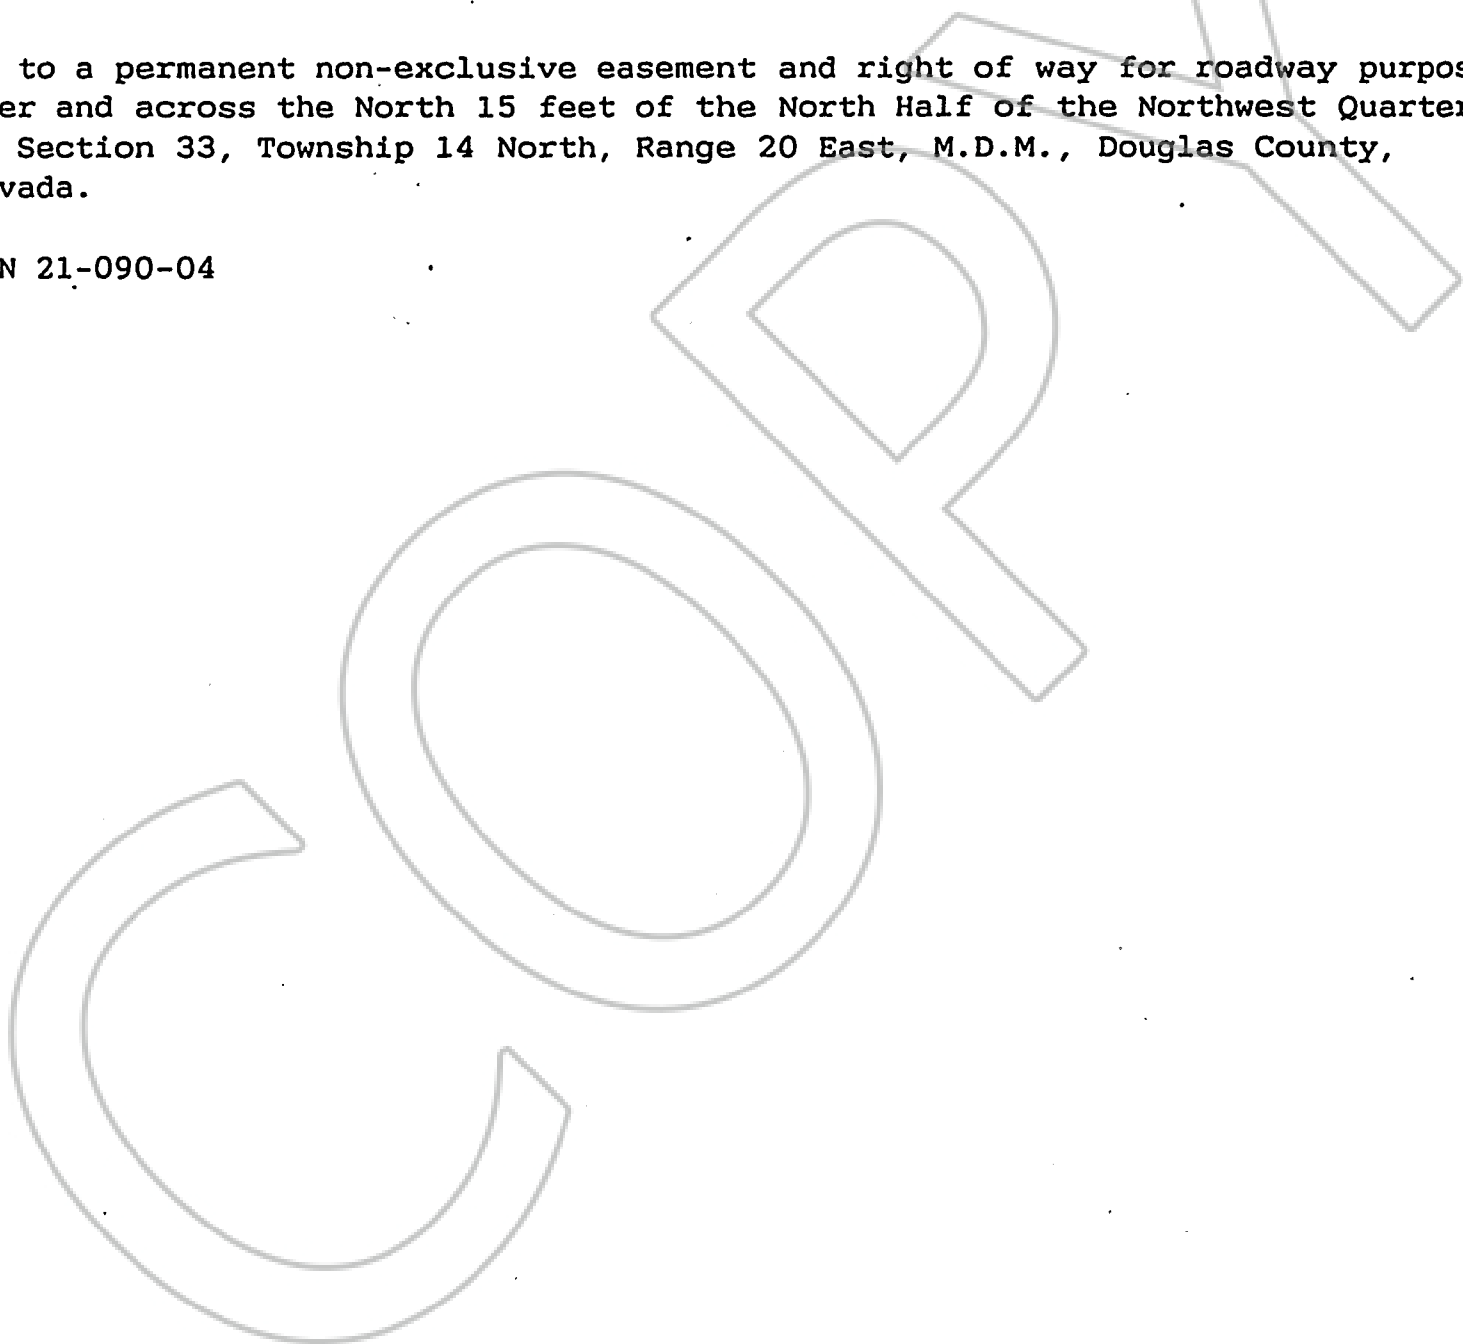 to a permanent non-exclusive easement and right of way for roadway purpos
er and across the North 15 feet of the North Half of the Northwest Quarter
Section 33, Township 14 North, Range 20 East, M.D.M., Douglas County,
vada.
N 21-090-04
COPY